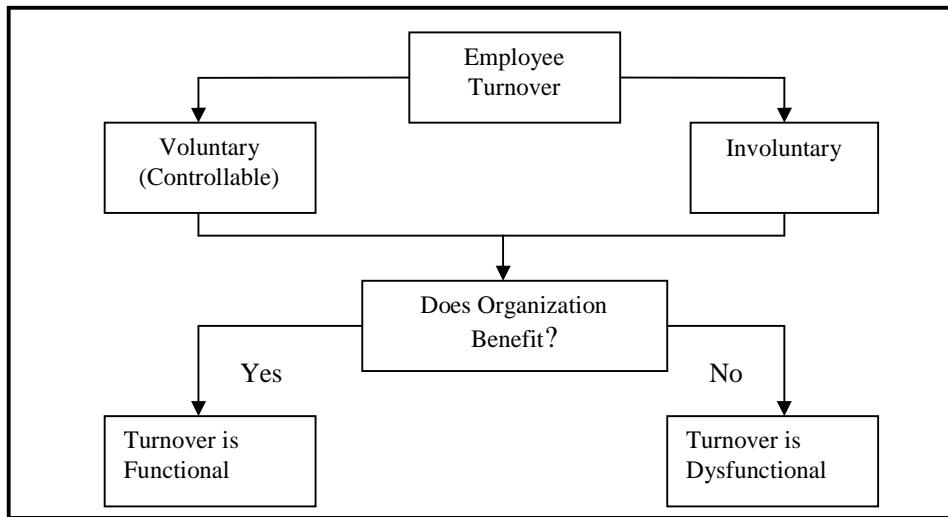 Employee
Turnover
Voluntary
(Controllable)
Involuntary
Does Organization
Benefit?
Yes
No
Turnover is
Functional
Turnover is
Dysfunctional